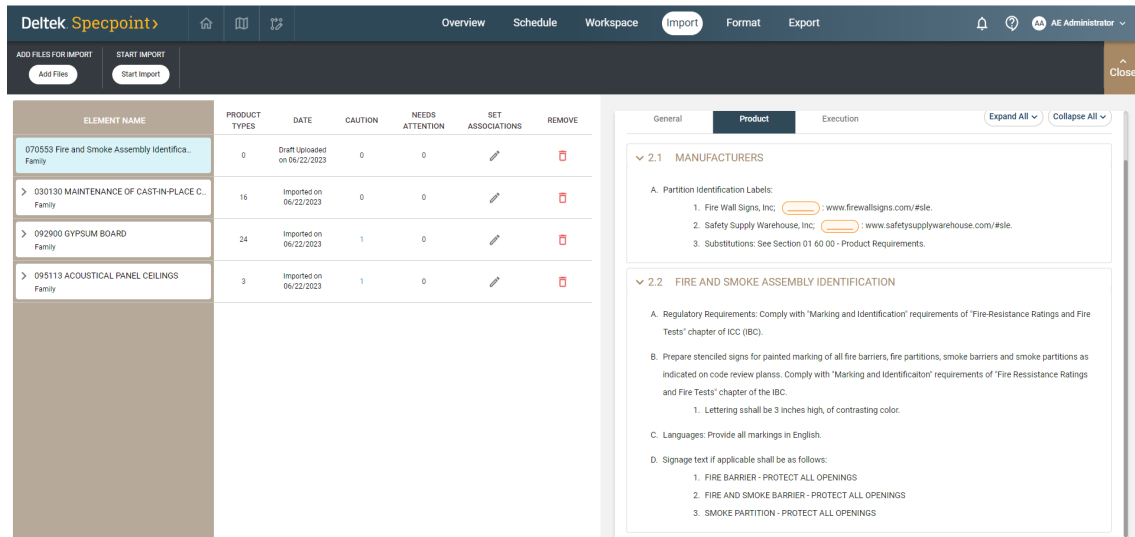 Deltek. Specpoint>
Overview Schedule Workspace Import Format Export
AA AE Administrator
ADD FILES FOR IMPORT START IMPORT
Add Files Start Import
Close
ELEMENT NAME PRODUCT TYPES DATE CAUTION NEEDS ATTENTION SET ASSOCIATIONS REMOVE
070553 Fire and Smoke Assembly Identifica...
Family
0 Draft Uploaded on 06/22/2023 0 0
030130 MAINTENANCE OF CAST-IN-PLACE C...
Family
16 Imported on 06/22/2023 0 0
092900 GYPSUM BOARD
Family
24 Imported on 06/22/2023 1 0
095113 ACOUSTICAL PANEL CEILINGS
Family
3 Imported on 06/22/2023 1 0
General Product Execution Expand All Collapse All
2.1 MANUFACTURERS
A. Partition Identification Labels:
1. Fire Wall Signs, Inc; ______ : www.firewallsigns.com/#sle.
2. Safety Supply Warehouse, Inc; ______ : www.safetysupplywarehouse.com/#sle.
3. Substitutions: See Section 01 60 00 - Product Requirements.
2.2 FIRE AND SMOKE ASSEMBLY IDENTIFICATION
A. Regulatory Requirements: Comply with "Marking and Identification" requirements of "Fire-Resistance Ratings and Fire
Tests" chapter of ICC (IBC).
B. Prepare stenciled signs for painted marking of all fire barriers, fire partitions, smoke barriers and smoke partitions as
indicated on code review planss. Comply with "Marking and Identificaiton" requirements of "Fire Ressistance Ratings
and Fire Tests" chapter of the IBC.
1. Lettering sshall be 3 inches high, of contrasting color.
C. Languages: Provide all markings in English.
D. Signage text if applicable shall be as follows:
1. FIRE BARRIER - PROTECT ALL OPENINGS
2. FIRE AND SMOKE BARRIER - PROTECT ALL OPENINGS
3. SMOKE PARTITION - PROTECT ALL OPENINGS